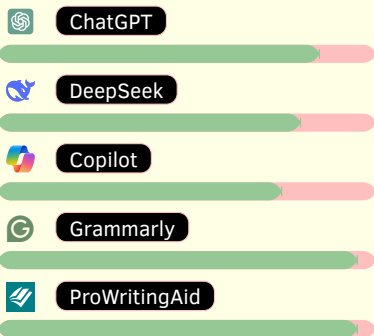 ChatGPT
DeepSeek
Copilot
Grammarly
ProWritingAid